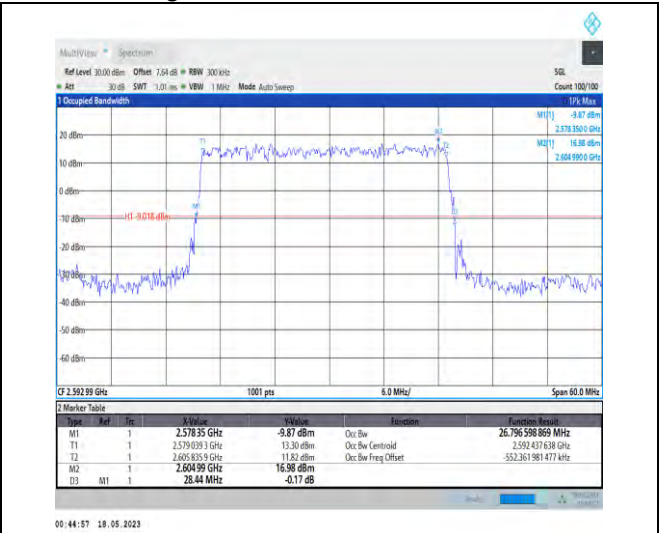 MultiView Spectrum
Ref Level 30.00 dBm Offset 7.64 dB RBW 300 kHz SGL
Att 30 dB SWT 1.01 ms VBW 1 MHz Mode Auto Sweep Count 100/100
1 Occupied Bandwidth 1Pk Max
M1[1] -9.87 dBm
2.578 3500 GHz
M2[1] 16.98 dBm
2.604 9900 GHz
20 dBm
M2
T1
T2
10 dBm
0 dBm
M1
D3
-10 dBm
H1 -9.018 dBm
-20 dBm
-30 dBm
-40 dBm
-50 dBm
-60 dBm
CF 2.592 99 GHz 1001 pts 6.0 MHz/ Span 60.0 MHz
2 Marker Table
Type Ref Trc X-Value Y-Value Function Function Result
M1 1 2.578 35 GHz -9.87 dBm Occ Bw 26.796 598 869 MHz
T1 1 2.579 039 3 GHz 13.30 dBm Occ Bw Centroid 2.592 437 638 GHz
T2 1 2.605 835 9 GHz 11.82 dBm Occ Bw Freq Offset -552.361 981 477 kHz
M2 1 2.604 99 GHz 16.98 dBm
D3 M1 1 28.44 MHz -0.17 dB
00:44:57 18.05.2023